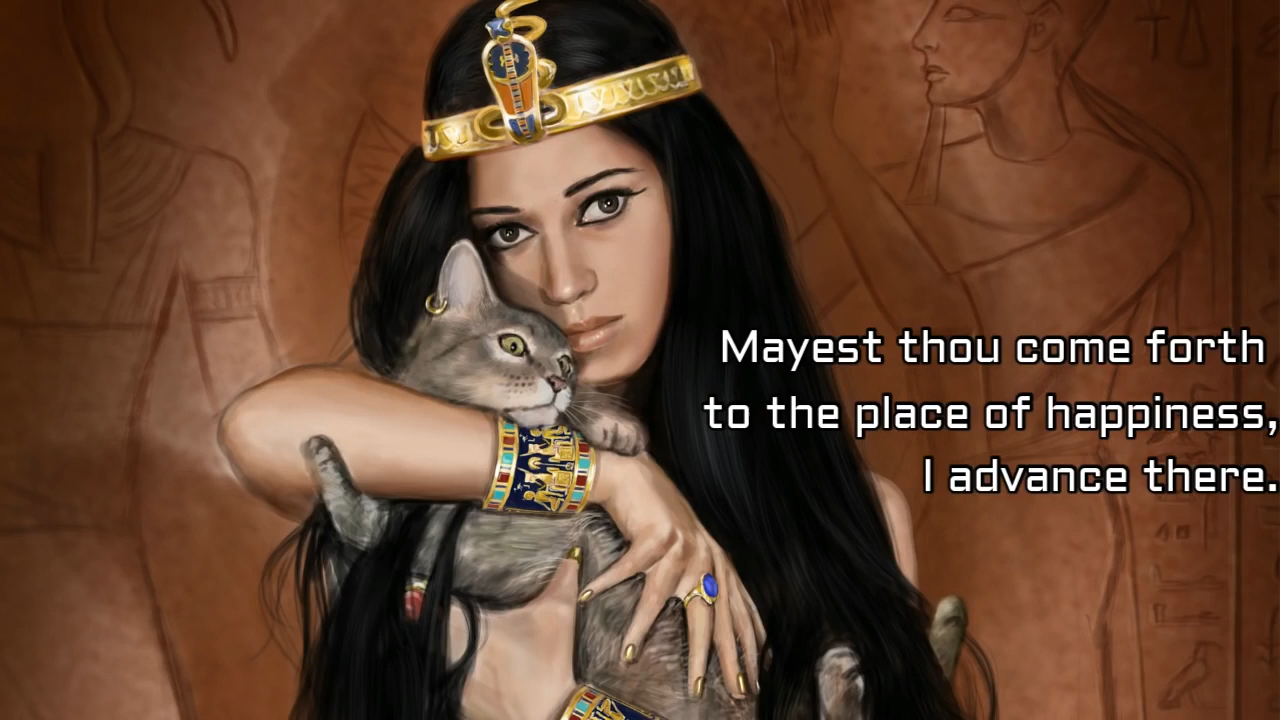 Mayest thou come forth
to the place of happiness,
I advance there.